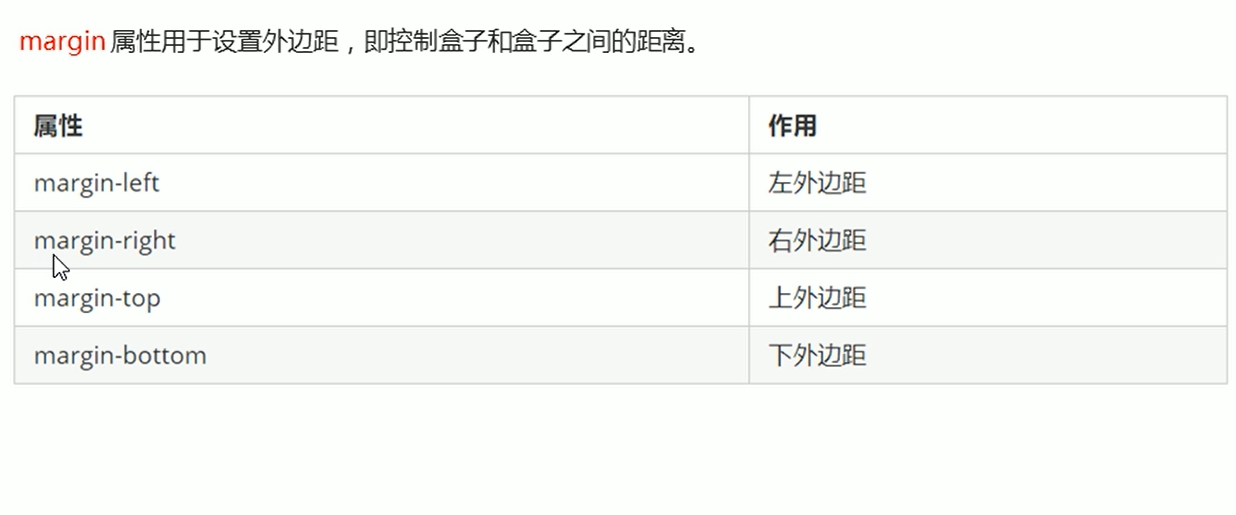 margin 属性用于设置外边距，即控制盒子和盒子之间的距离。
属性 作用
margin-left 左外边距
margin-right 右外边距
margin-top 上外边距
margin-bottom 下外边距